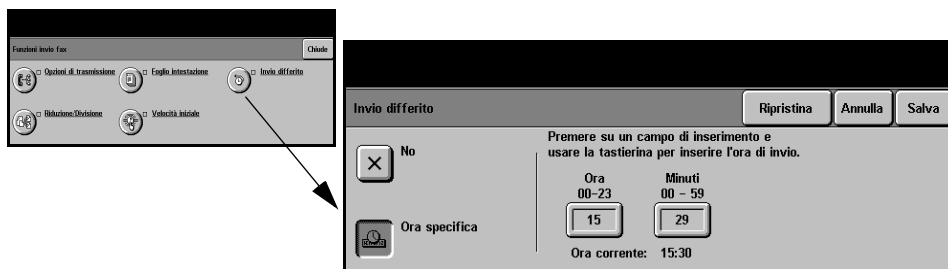 Funzioni invio fax
Chiude
Opzioni di trasmissione
Foglio intestazione
Invio differito
Riduzione/Divisione
Velocità iniziale
Invio differito
Ripristina
Annulla
Salva
No
Ora specifica
Premere su un campo di inserimento e
usare la tastierina per inserire l'ora di invio.
Ora
00-23
Minuti
00 - 59
15
29
Ora corrente: 15:30